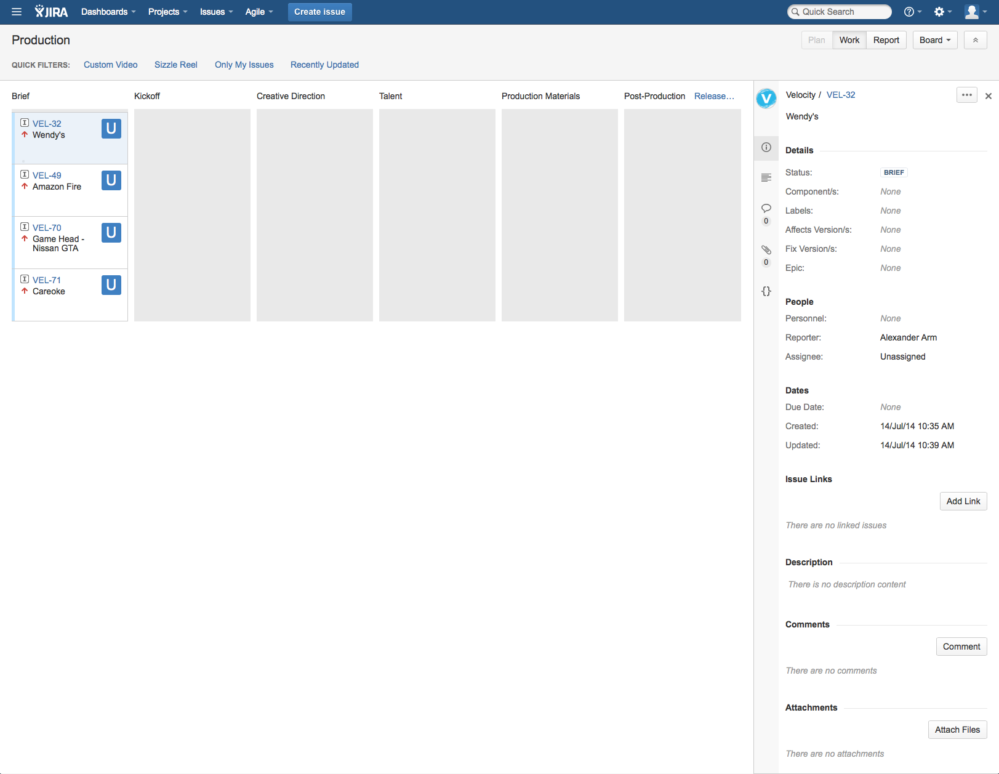 JIRA Dashboards Projects Issues Agile Create issue Quick Search
Production
Plan Work Report Board
QUICK FILTERS: Custom Video Sizzle Reel Only My Issues Recently Updated
Brief Kickoff Creative Direction Talent Production Materials Post-Production Release...
VEL-32
Wendy's
U
VEL-49
Amazon Fire
U
VEL-70
Game Head -
Nissan GTA
U
VEL-71
Careoke
U
V
Velocity / VEL-32
Wendy's
0
0
{}
Details
Status: BRIEF
Component/s: None
Labels: None
Affects Version/s: None
Fix Version/s: None
Epic: None
People
Personnel: None
Reporter: Alexander Arm
Assignee: Unassigned
Dates
Due Date: None
Created: 14/Jul/14 10:35 AM
Updated: 14/Jul/14 10:39 AM
Issue Links
Add Link
There are no linked issues
Description
There is no description content
Comments
Comment
There are no comments
Attachments
Attach Files
There are no attachments